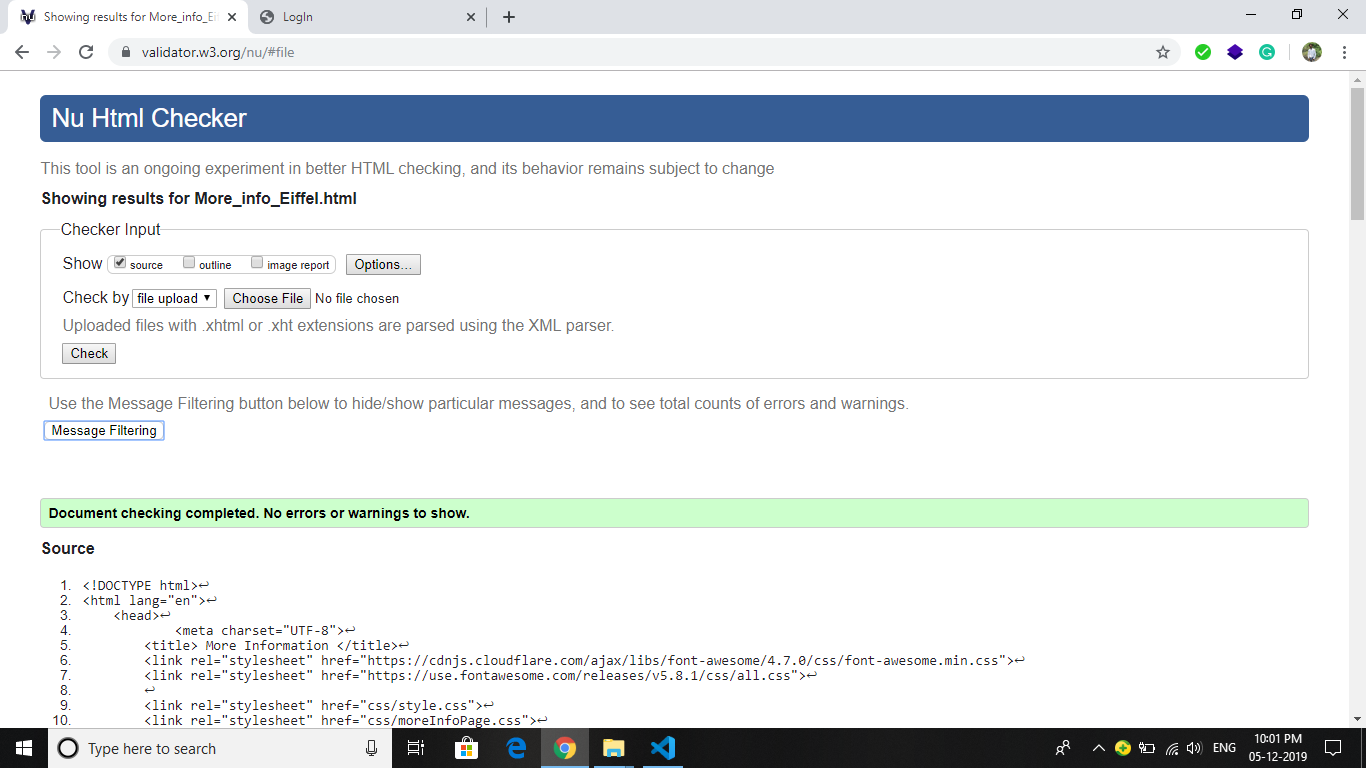 Showing results for More_info_Ei
LogIn
validator.w3.org/nu/#file
Nu Html Checker
This tool is an ongoing experiment in better HTML checking, and its behavior remains subject to change
Showing results for More_info_Eiffel.html
Checker Input
Show source outline image report Options...
Check by file upload Choose File No file chosen
Uploaded files with .xhtml or .xht extensions are parsed using the XML parser.
Check
Use the Message Filtering button below to hide/show particular messages, and to see total counts of errors and warnings.
Message Filtering
Document checking completed. No errors or warnings to show.
Source
1. <!DOCTYPE html>↩
2. <html lang="en">↩
3. <head>↩
4. <meta charset="UTF-8">↩
5. <title> More Information </title>↩
6. <link rel="stylesheet" href="https://cdnjs.cloudflare.com/ajax/libs/font-awesome/4.7.0/css/font-awesome.min.css">↩
7. <link rel="stylesheet" href="https://use.fontawesome.com/releases/v5.8.1/css/all.css">↩
8. ↩
9. <link rel="stylesheet" href="css/style.css">↩
10. <link rel="stylesheet" href="css/moreInfoPage.css">↩
Type here to search
ENG
10:01 PM
05-12-2019